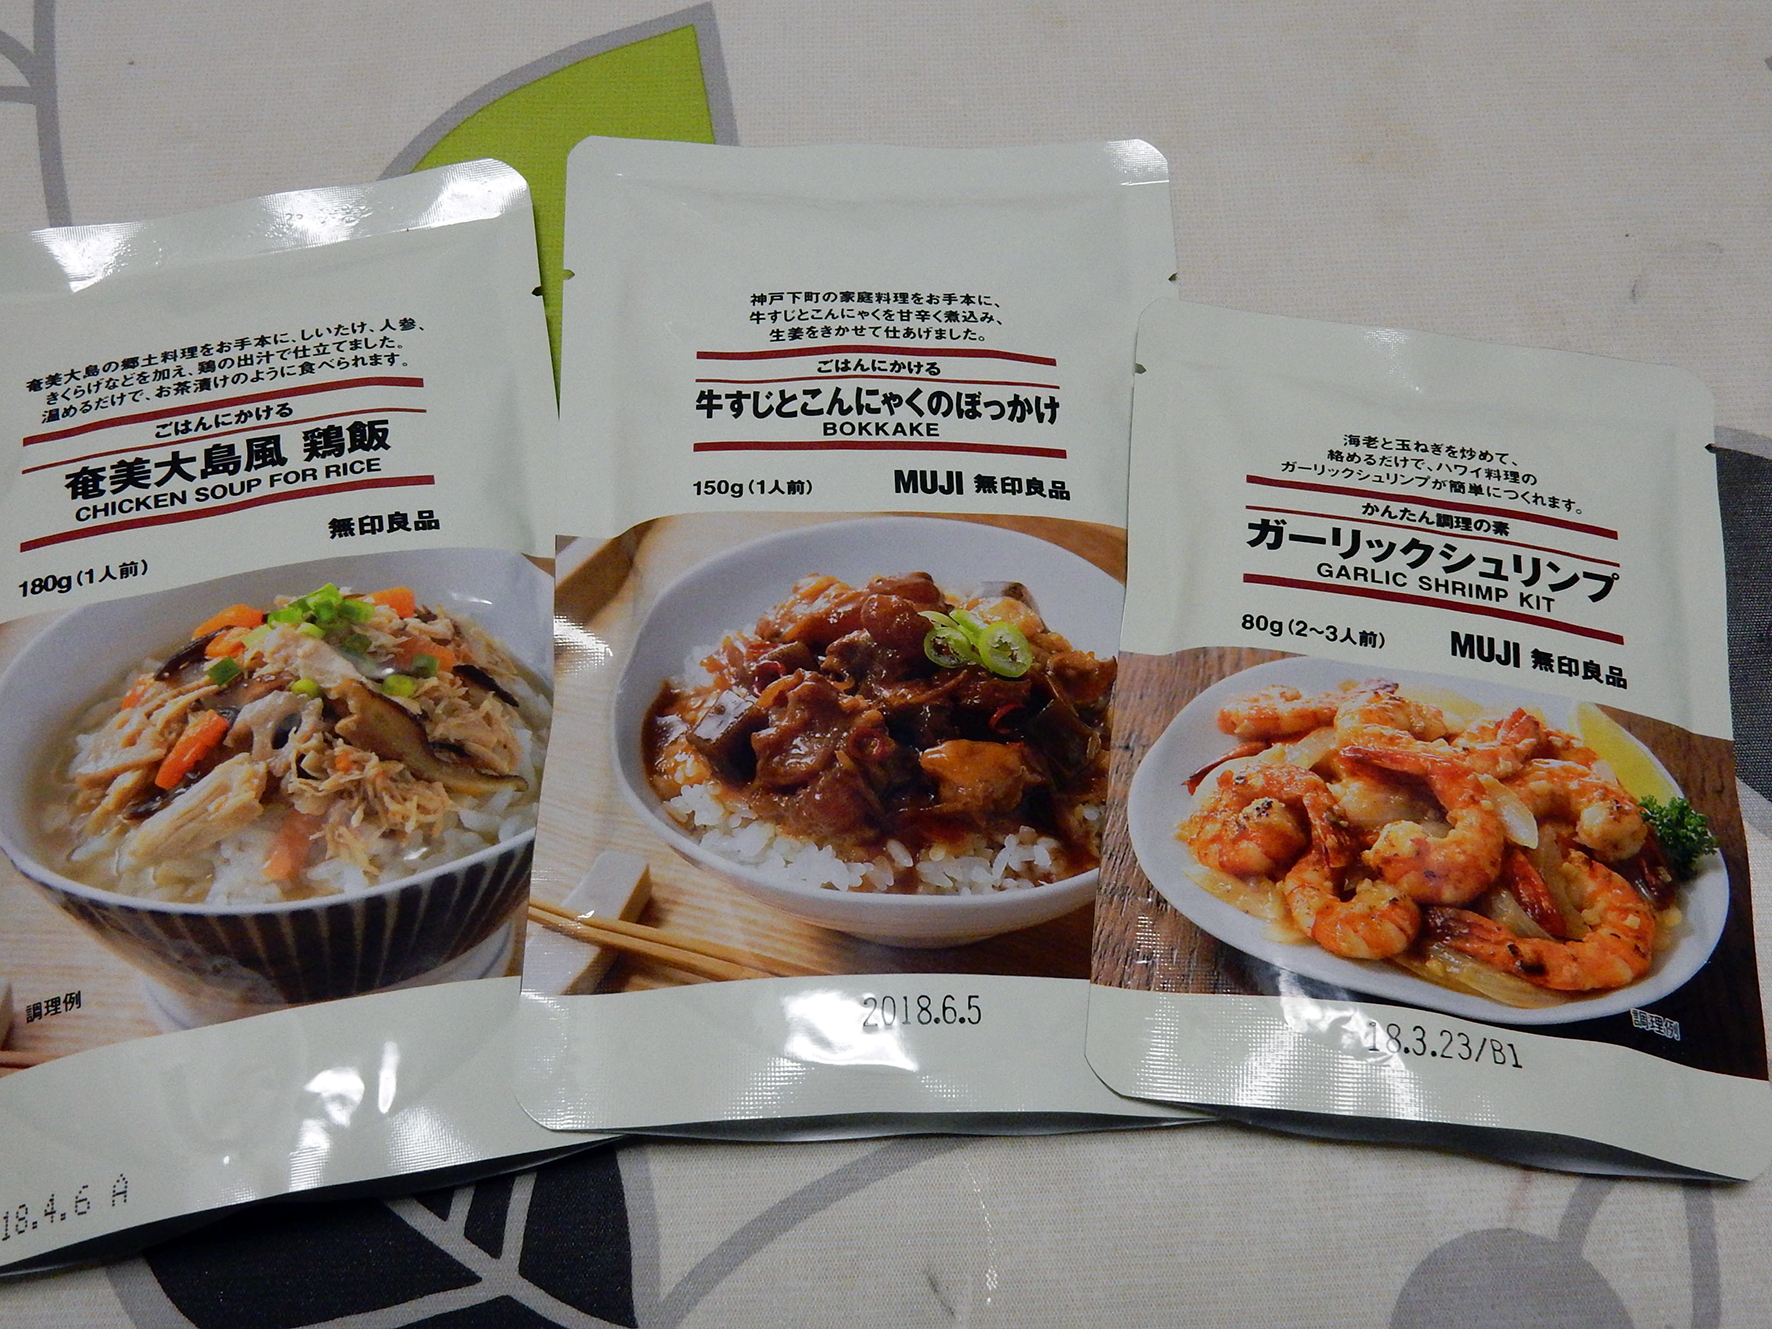 奄美大島の郷土料理をお手本に、しいたけ、人参、
きくらげなどを加え、鶏の出汁で仕立てました。
温めるだけで、お茶漬けのように食べられます。
ごはんにかける
奄美大島風 鶏飯
CHICKEN SOUP FOR RICE
無印良品
180g(1人前)
調理例
18.4.6 A
神戸下町の家庭料理をお手本に、
牛すじとこんにゃくを甘辛く煮込み、
生姜をきかせて仕あげました。
ごはんにかける
牛すじとこんにゃくのぼっかけ
BOKKAKE
150g(1人前) MUJI 無印良品
2018.6.5
海老と玉ねぎを炒めて、
絡めるだけで、ハワイ料理の
ガーリックシュリンプが簡単につくれます。
かんたん調理の素
ガーリックシュリンプ
GARLIC SHRIMP KIT
80g(2〜3人前) MUJI 無印良品
調理例
18.3.23/B1